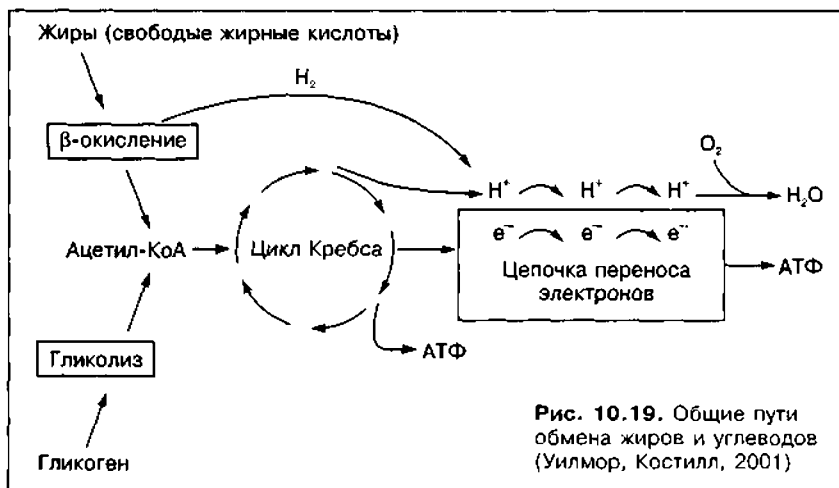 Жиры (свободые жирные кислоты)
H₂
β-окисление
O₂
H⁺ H⁺ H⁺ H₂O
e⁻ e⁻ e⁻
Ацетил-КоА Цикл Кребса
Цепочка переноса
электронов
АТФ
Гликолиз
АТФ
Гликоген
Рис. 10.19. Общие пути
обмена жиров и углеводов
(Уилмор, Костилл, 2001)